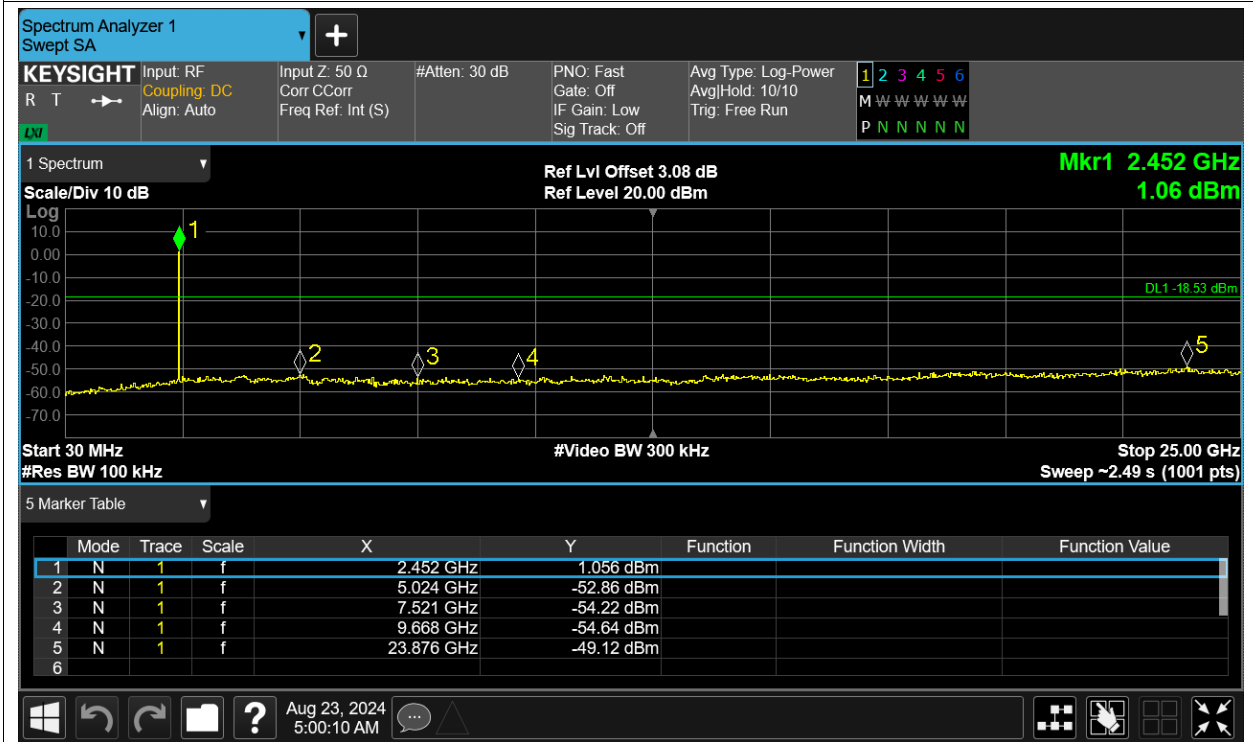 Spectrum Analyzer 1
Swept SA
+
KEYSIGHT
R T
LXI
Input: RF
Coupling: DC
Align: Auto
Input Z: 50 Ω
Corr CCorr
Freq Ref: Int (S)
#Atten: 30 dB
PNO: Fast
Gate: Off
IF Gain: Low
Sig Track: Off
Avg Type: Log-Power
Avg|Hold: 10/10
Trig: Free Run
1 2 3 4 5 6
M W W W W W
P N N N N N
1 Spectrum
Scale/Div 10 dB
Ref Lvl Offset 3.08 dB
Ref Level 20.00 dBm
Mkr1 2.452 GHz
1.06 dBm
Log
10.0
0.00
-10.0
-20.0
-30.0
-40.0
-50.0
-60.0
-70.0
1
DL1 -18.53 dBm
2
3
4
5
Start 30 MHz
#Video BW 300 kHz
Stop 25.00 GHz
#Res BW 100 kHz
Sweep ~2.49 s (1001 pts)
5 Marker Table
Mode Trace Scale X Y Function Function Width Function Value
1 N 1 f 2.452 GHz 1.056 dBm
2 N 1 f 5.024 GHz -52.86 dBm
3 N 1 f 7.521 GHz -54.22 dBm
4 N 1 f 9.668 GHz -54.64 dBm
5 N 1 f 23.876 GHz -49.12 dBm
6
?
Aug 23, 2024
5:00:10 AM